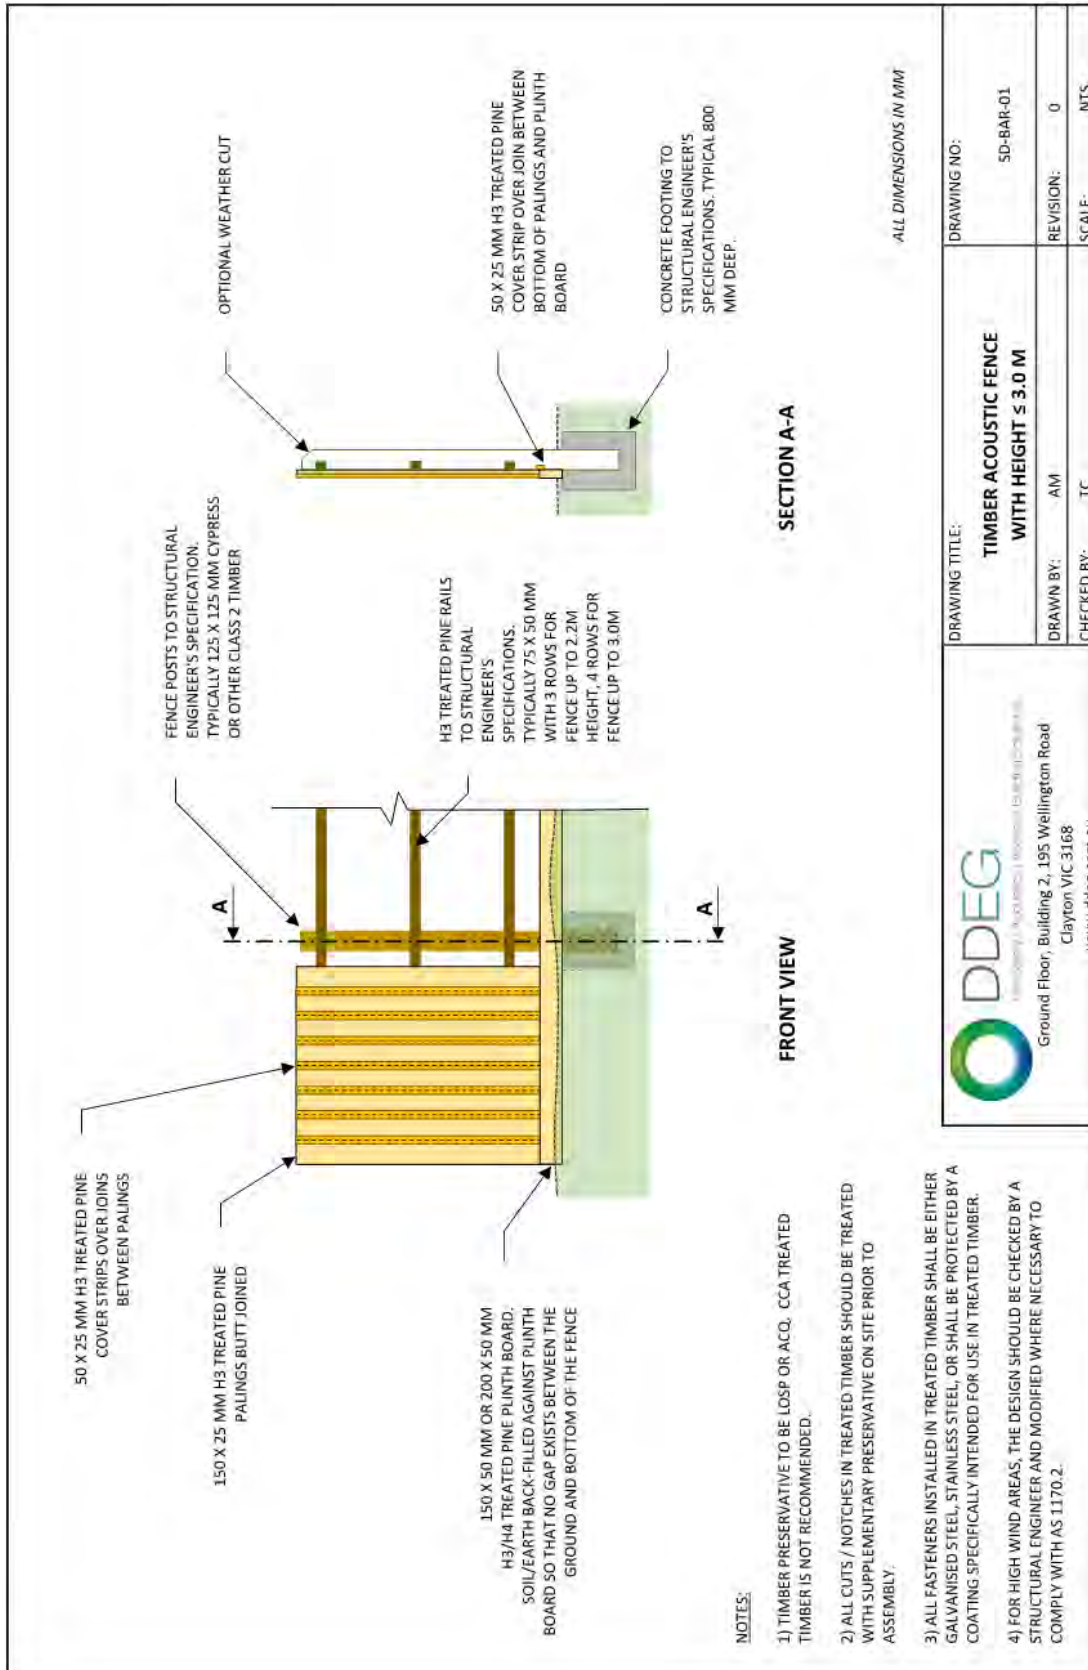 50 X 25 MM H3 TREATED PINE
COVER STRIPS OVER JOINS
BETWEEN PALINGS
150 X 25 MM H3 TREATED PINE
PALINGS BUTT JOINED
150 X 50 MM OR 200 X 50 MM
H3/H4 TREATED PINE PLINTH BOARD.
SOIL/EARTH BACK-FILLED AGAINST PLINTH
BOARD SO THAT NO GAP EXISTS BETWEEN THE
GROUND AND BOTTOM OF THE FENCE
FENCE POSTS TO STRUCTURAL
ENGINEER'S SPECIFICATION.
TYPICALLY 125 X 125 MM CYPRESS
OR OTHER CLASS 2 TIMBER
H3 TREATED PINE RAILS
TO STRUCTURAL
ENGINEER'S
SPECIFICATIONS.
TYPICALLY 75 X 50 MM
WITH 3 ROWS FOR
FENCE UP TO 2.2M
HEIGHT, 4 ROWS FOR
FENCE UP TO 3.0M
A
A
FRONT VIEW
OPTIONAL WEATHER CUT
50 X 25 MM H3 TREATED PINE
COVER STRIP OVER JOIN BETWEEN
BOTTOM OF PALINGS AND PLINTH
BOARD
CONCRETE FOOTING TO
STRUCTURAL ENGINEER'S
SPECIFICATIONS. TYPICAL 800
MM DEEP.
SECTION A-A
ALL DIMENSIONS IN MM
NOTES:
1) TIMBER PRESERVATIVE TO BE LOSP OR ACQ. CCA TREATED
TIMBER IS NOT RECOMMENDED.
2) ALL CUTS / NOTCHES IN TREATED TIMBER SHOULD BE TREATED
WITH SUPPLEMENTARY PRESERVATIVE ON SITE PRIOR TO
ASSEMBLY.
3) ALL FASTENERS INSTALLED IN TREATED TIMBER SHALL BE EITHER
GALVANISED STEEL, STAINLESS STEEL, OR SHALL BE PROTECTED BY A
COATING SPECIFICALLY INTENDED FOR USE IN TREATED TIMBER.
4) FOR HIGH WIND AREAS, THE DESIGN SHOULD BE CHECKED BY A
STRUCTURAL ENGINEER AND MODIFIED WHERE NECESSARY TO
COMPLY WITH AS 1170.2.
DDEG
Ground Floor, Building 2, 195 Wellington Road
Clayton VIC 3168
DRAWING TITLE:
TIMBER ACOUSTIC FENCE
WITH HEIGHT ≤ 3.0 M
DRAWING NO:
SD-BAR-01
DRAWN BY: AM
REVISION: 0
CHECKED BY: TC
SCALE: NTS